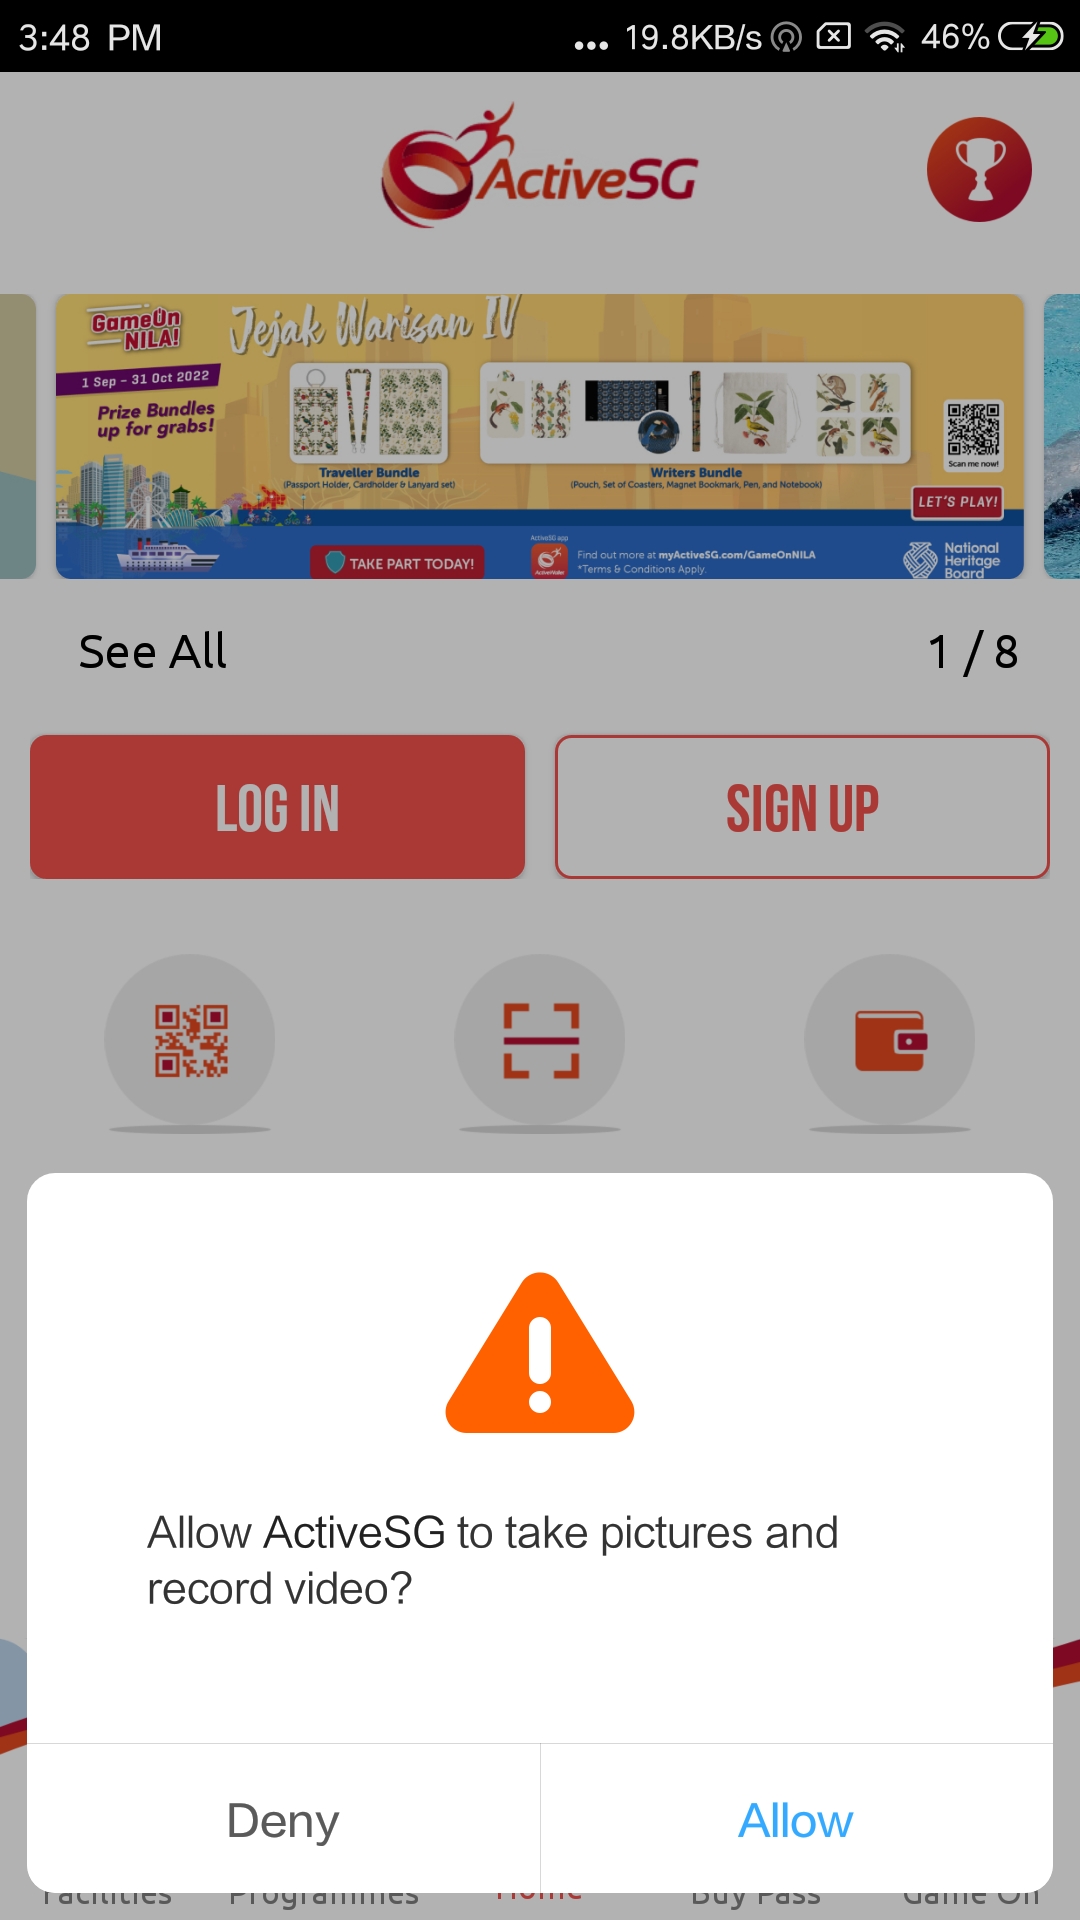 3:48 PM
... 19.8KB/s 46%
ActiveSG
GameOn
NILA!
Jejak Warisan IV
1 Sep - 31 Oct 2022
Prize Bundles
up for grabs!
Traveller Bundle
(Passport Holder, Cardholder & Lanyard set)
Writers Bundle
(Pouch, Set of Coasters, Magnet Bookmark, Pen, and Notebook)
Scan me now!
LET'S PLAY!
TAKE PART TODAY!
ActiveSG app
Find out more at myActiveSG.com/GameOnNILA
*Terms & Conditions Apply.
National
Heritage
Board
See All
1 / 8
LOG IN
SIGN UP
Allow ActiveSG to take pictures and
record video?
Deny
Allow
Facilities Programmes Home Buy Pass Game On